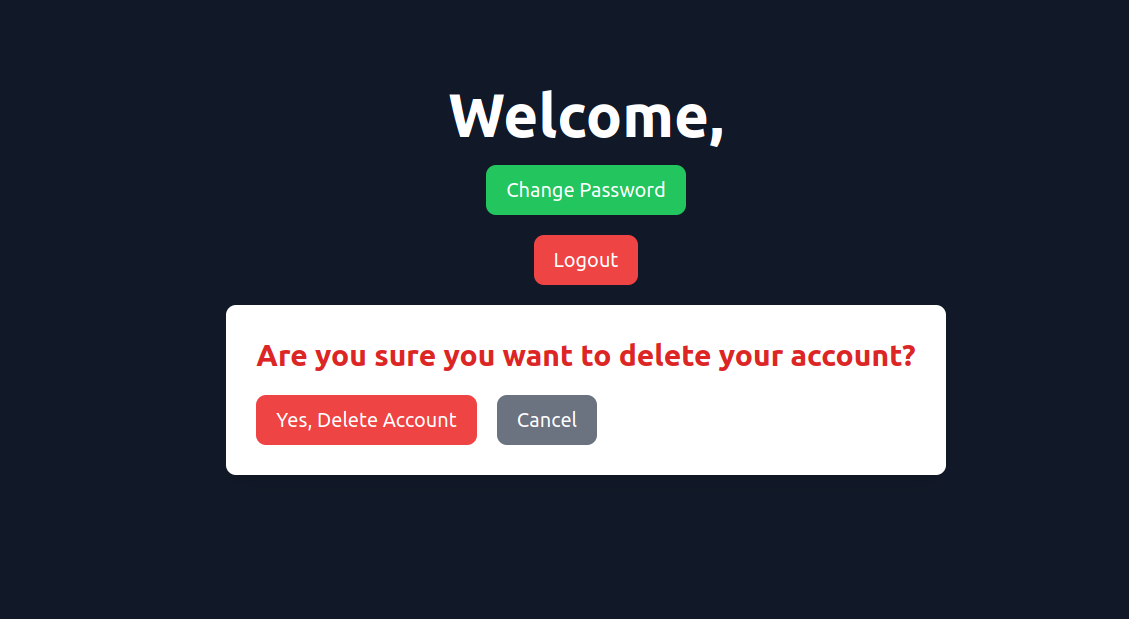 Welcome,
Change Password
Logout
Are you sure you want to delete your account?
Yes, Delete Account
Cancel